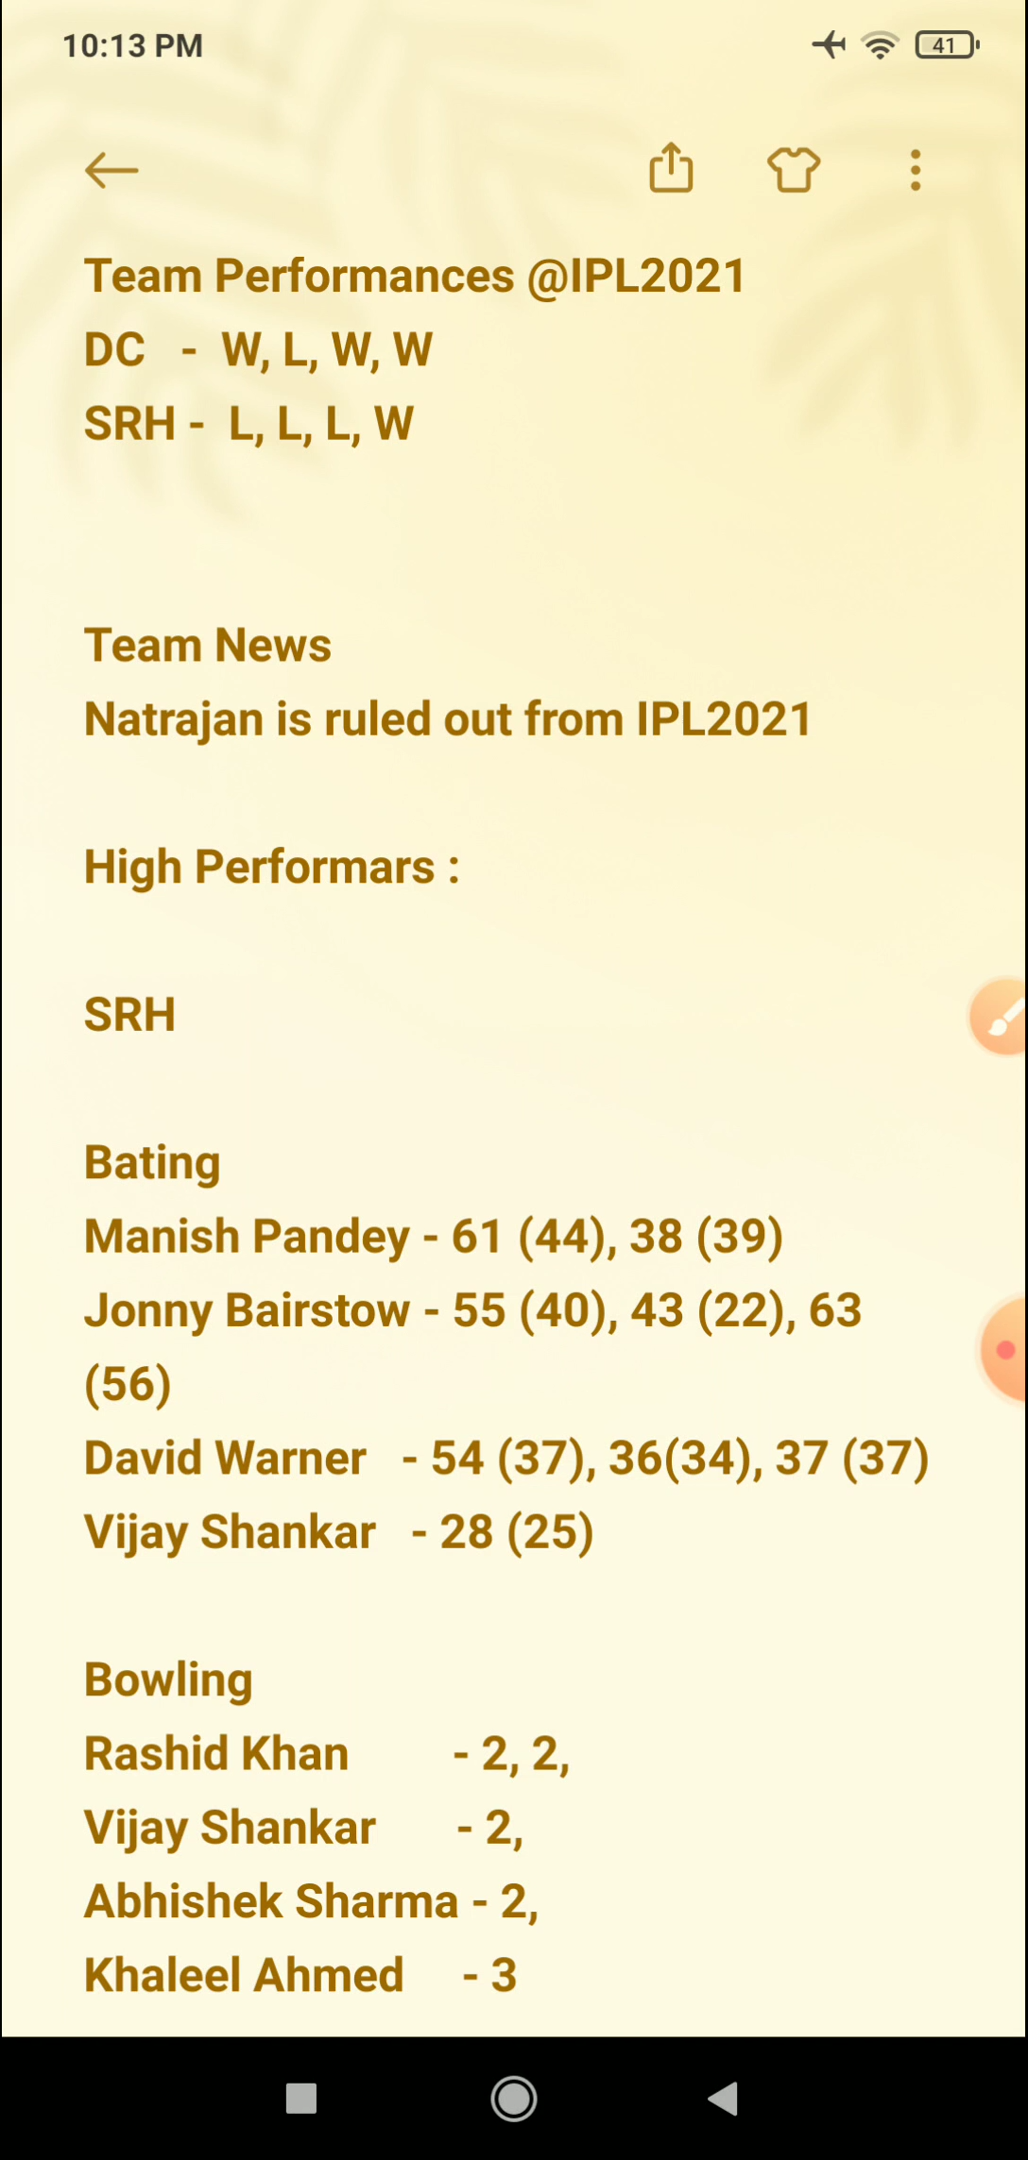 10:13 PM
41
Team Performances @IPL2021
DC - W, L, W, W
SRH - L, L, L, W
Team News
Natrajan is ruled out from IPL2021
High Performars :
SRH
Bating
Manish Pandey - 61 (44), 38 (39)
Jonny Bairstow - 55 (40), 43 (22), 63
(56)
David Warner - 54 (37), 36(34), 37 (37)
Vijay Shankar - 28 (25)
Bowling
Rashid Khan - 2, 2,
Vijay Shankar - 2,
Abhishek Sharma - 2,
Khaleel Ahmed - 3